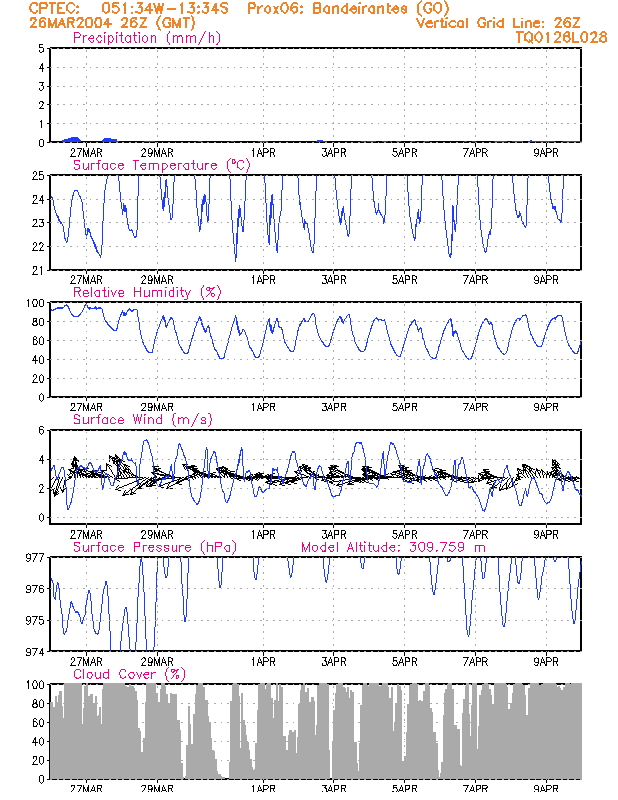 CPTEC: 051:34W-13:34S Prox06: Bandeirantes (GO)
26MAR2004 26Z (GMT) Vertical Grid Line: 26Z
Precipitation (mm/h) TQ0126L028
5
4
3
2
1
0
27MAR 29MAR 1APR 3APR 5APR 7APR 9APR
Surface Temperature (ºC)
25
24
23
22
21
27MAR 29MAR 1APR 3APR 5APR 7APR 9APR
Relative Humidity (%)
100
80
60
40
20
0
27MAR 29MAR 1APR 3APR 5APR 7APR 9APR
Surface Wind (m/s)
6
4
2
0
27MAR 29MAR 1APR 3APR 5APR 7APR 9APR
Surface Pressure (hPa) Model Altitude: 309.759 m
977
976
975
974
27MAR 29MAR 1APR 3APR 5APR 7APR 9APR
Cloud Cover (%)
100
80
60
40
20
0
27MAR 29MAR 1APR 3APR 5APR 7APR 9APR